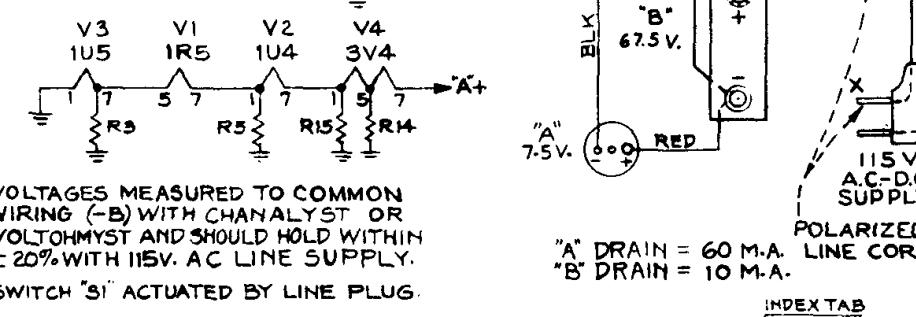 V3 V1 V2 V4
1U5 1R5 1U4 3V4
1 7 5 7 1 7 1 5 7 "A"+
R3 R5 R15 R14
VOLTAGES MEASURED TO COMMON
WIRING (-B) WITH CHANALYST OR
VOLTOHMYST AND SHOULD HOLD WITHIN
± 20% WITH 115V. AC LINE SUPPLY.
SWITCH "S1" ACTUATED BY LINE PLUG.
BLK
"B"
67.5 V.
+
-
"A"
7.5 V.
- +
RED
X
115 V
A.C.-D.C
SUPPLY
POLARIZED
LINE COR
"A" DRAIN = 60 M.A.
"B" DRAIN = 10 M.A.
INDEX TAB